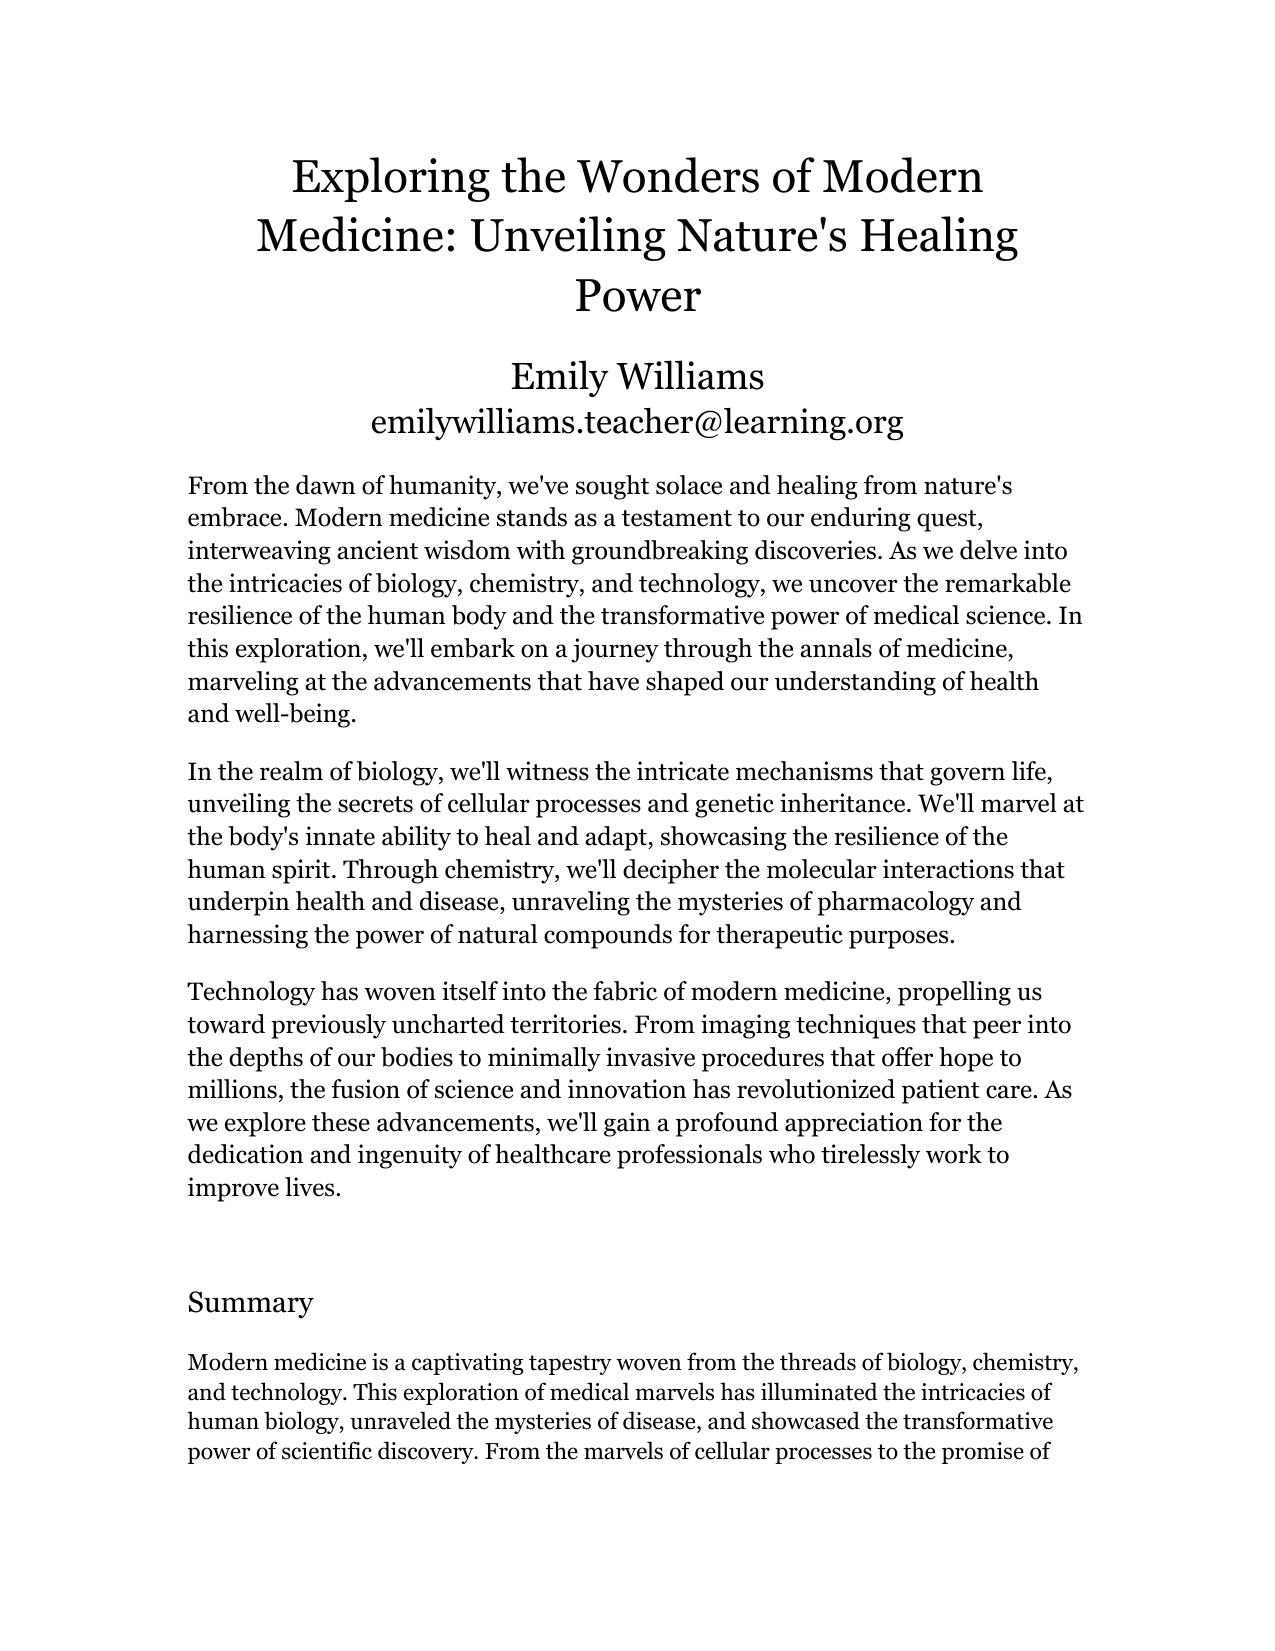 Exploring the Wonders of Modern
Medicine: Unveiling Nature's Healing
Power
Emily Williams
emilywilliams.teacher@learning.org
From the dawn of humanity, we've sought solace and healing from nature's
embrace. Modern medicine stands as a testament to our enduring quest,
interweaving ancient wisdom with groundbreaking discoveries. As we delve into
the intricacies of biology, chemistry, and technology, we uncover the remarkable
resilience of the human body and the transformative power of medical science. In
this exploration, we'll embark on a journey through the annals of medicine,
marveling at the advancements that have shaped our understanding of health
and well-being.
In the realm of biology, we'll witness the intricate mechanisms that govern life,
unveiling the secrets of cellular processes and genetic inheritance. We'll marvel at
the body's innate ability to heal and adapt, showcasing the resilience of the
human spirit. Through chemistry, we'll decipher the molecular interactions that
underpin health and disease, unraveling the mysteries of pharmacology and
harnessing the power of natural compounds for therapeutic purposes.
Technology has woven itself into the fabric of modern medicine, propelling us
toward previously uncharted territories. From imaging techniques that peer into
the depths of our bodies to minimally invasive procedures that offer hope to
millions, the fusion of science and innovation has revolutionized patient care. As
we explore these advancements, we'll gain a profound appreciation for the
dedication and ingenuity of healthcare professionals who tirelessly work to
improve lives.
Summary
Modern medicine is a captivating tapestry woven from the threads of biology, chemistry,
and technology. This exploration of medical marvels has illuminated the intricacies of
human biology, unraveled the mysteries of disease, and showcased the transformative
power of scientific discovery. From the marvels of cellular processes to the promise of